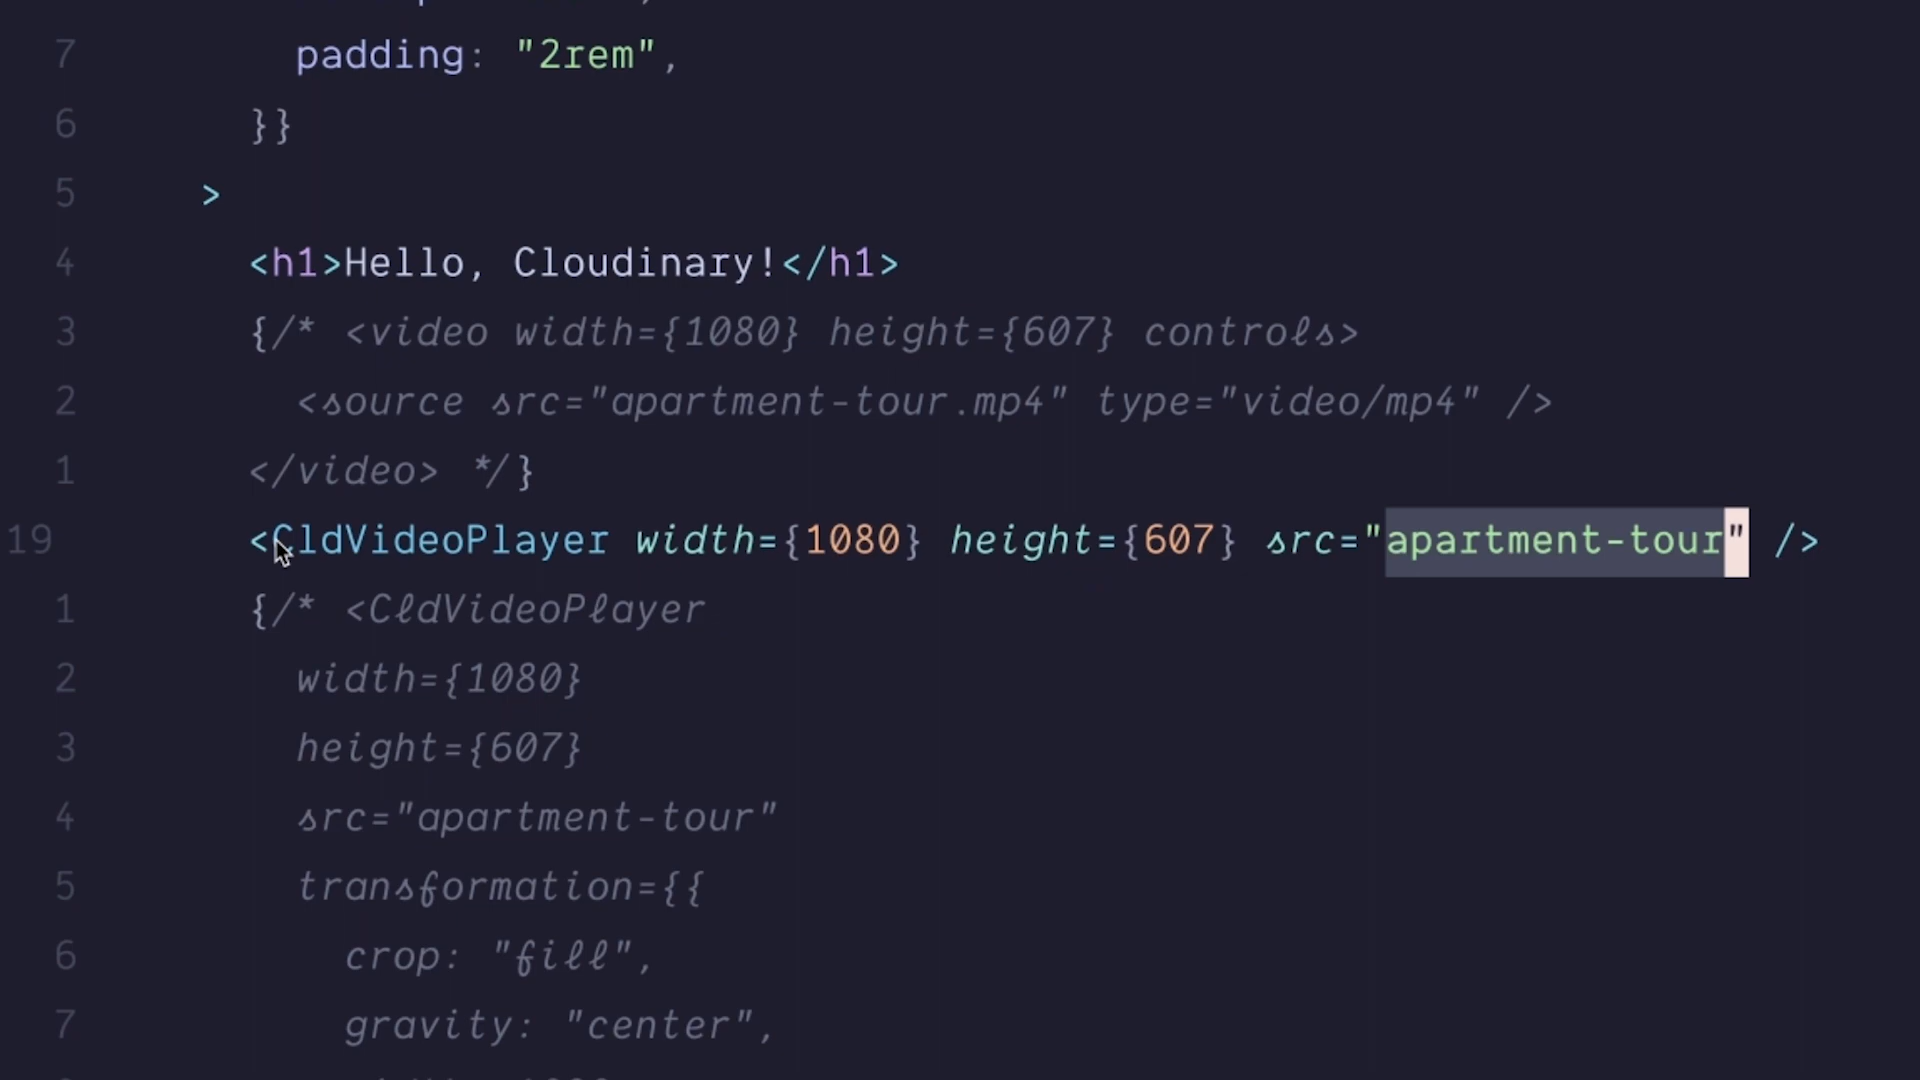 7 padding: "2rem",
6 }}
5 >
4 <h1>Hello, Cloudinary!</h1>
3 {/* <video width={1080} height={607} controls>
2 <source src="apartment-tour.mp4" type="video/mp4" />
1 </video> */}
19 <CldVideoPlayer width={1080} height={607} src="apartment-tour" />
1 {/* <CldVideoPlayer
2 width={1080}
3 height={607}
4 src="apartment-tour"
5 transformation={{
6 crop: "fill",
7 gravity: "center",